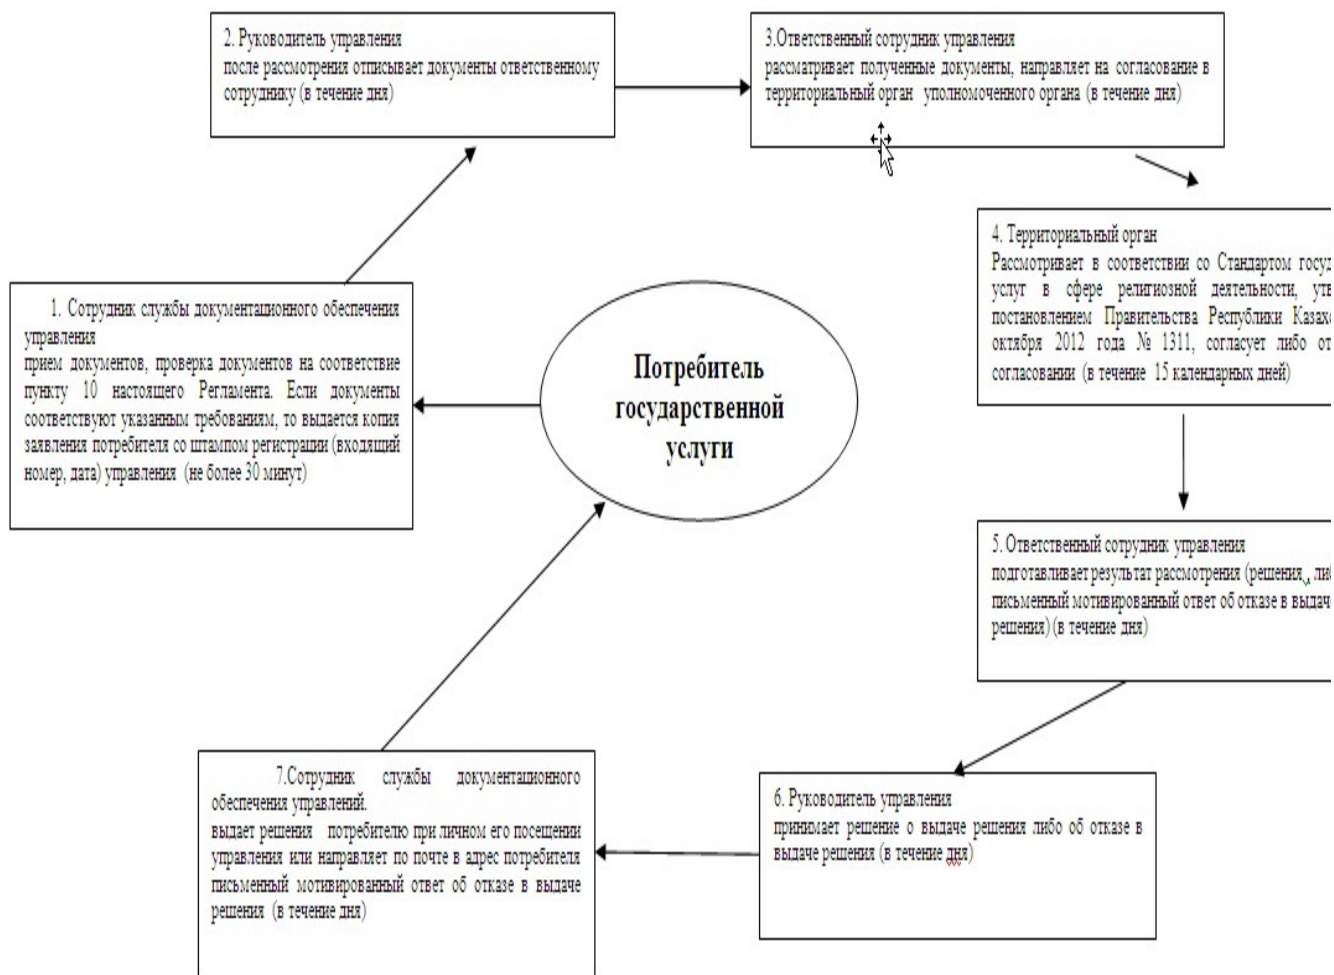 2. Руководитель управления
после рассмотрения отписывает документы ответственному
сотруднику (в течение дня)
3.Ответственный сотрудник управления
рассматривает полученные документы, направляет на согласование в
территориальный орган уполномоченного органа (в течение дня)
4. Территориальный орган
Рассмотривает в соответствии со Стандартом госуд
услуг в сфере религиозной деятельности, утв
постановлением Правительства Республики Казах
октября 2012 года № 1311, согласует либо от
согласовании (в течение 15 календарных дней)
1. Сотрудник службы документационного обеспечения
управления
прием документов, проверка документов на соответствие
пункту 10 настоящего Регламента. Если документы
соответствуют указанным требованиям, то выдается копия
заявления потребителя со штампом регистрации (входящий
номер, дата) управления (не более 30 минут)
Потребитель
государственной
услуги
5. Ответственный сотрудник управления
подготавливает результат рассмотрения (решения, либ
письменный мотивированный ответ об отказе в выдаче
решения) (в течение дня)
7.Сотрудник службы документационного
обеспечения управлений.
выдает решения потребителю при личном его посещении
управления или направляет по почте в адрес потребителя
письменный мотивированный ответ об отказе в выдаче
решения (в течение дня)
6. Руководитель управления
принимает решение о выдаче решения либо об отказе в
выдаче решения (в течение дня)